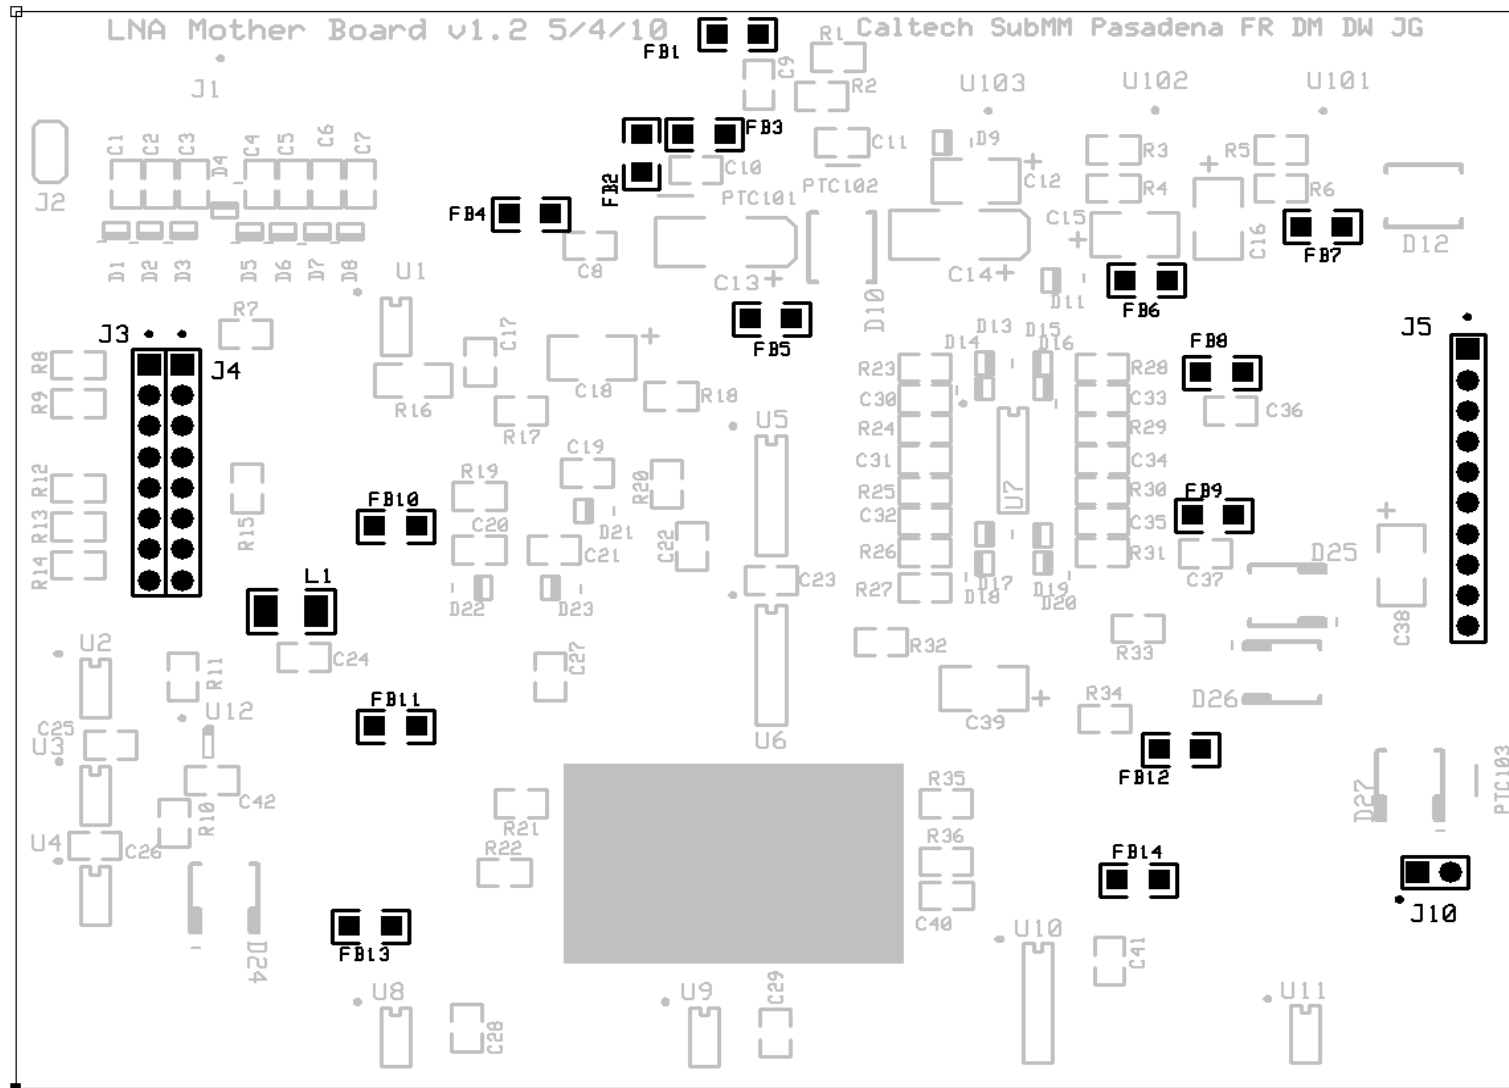 LNA Mother Board v1.2 5/4/10
Caltech SubMM Pasadena FR DM DW JG
FB1
R1
C9
R2
J1
U103
U102
U101
C1
C2
C3
D4
C4
C5
C6
C7
FB3
C11
D9
R3
R5
J2
FB2
C10
PTC101
PTC102
C12
R4
R6
FB4
C15
C16
FB7
D12
D1
D2
D3
D5
D6
D7
D8
U1
C8
C13
D10
C14
D11
FB6
R7
FB5
J3
J4
D13
D14
D15
D16
FB8
J5
R8
R9
R16
C17
R17
C18
R18
R23
R28
C30
C33
C36
U5
R24
R29
C19
C31
C34
R12
R13
R14
R15
R19
R20
FB10
C20
D21
C21
C22
R25
U7
R30
FB9
C32
C35
R26
R31
C37
D25
L1
D22
D23
C23
R27
D17
D18
D19
D20
C38
U2
R11
C24
C27
R32
R33
FB11
U12
C25
U3
U6
C39
R34
D26
FB12
R10
C42
R21
R35
D27
PTC103
U4
C26
R22
R36
FB14
C40
J10
FB13
D24
U10
C41
U8
C28
U9
C29
U11